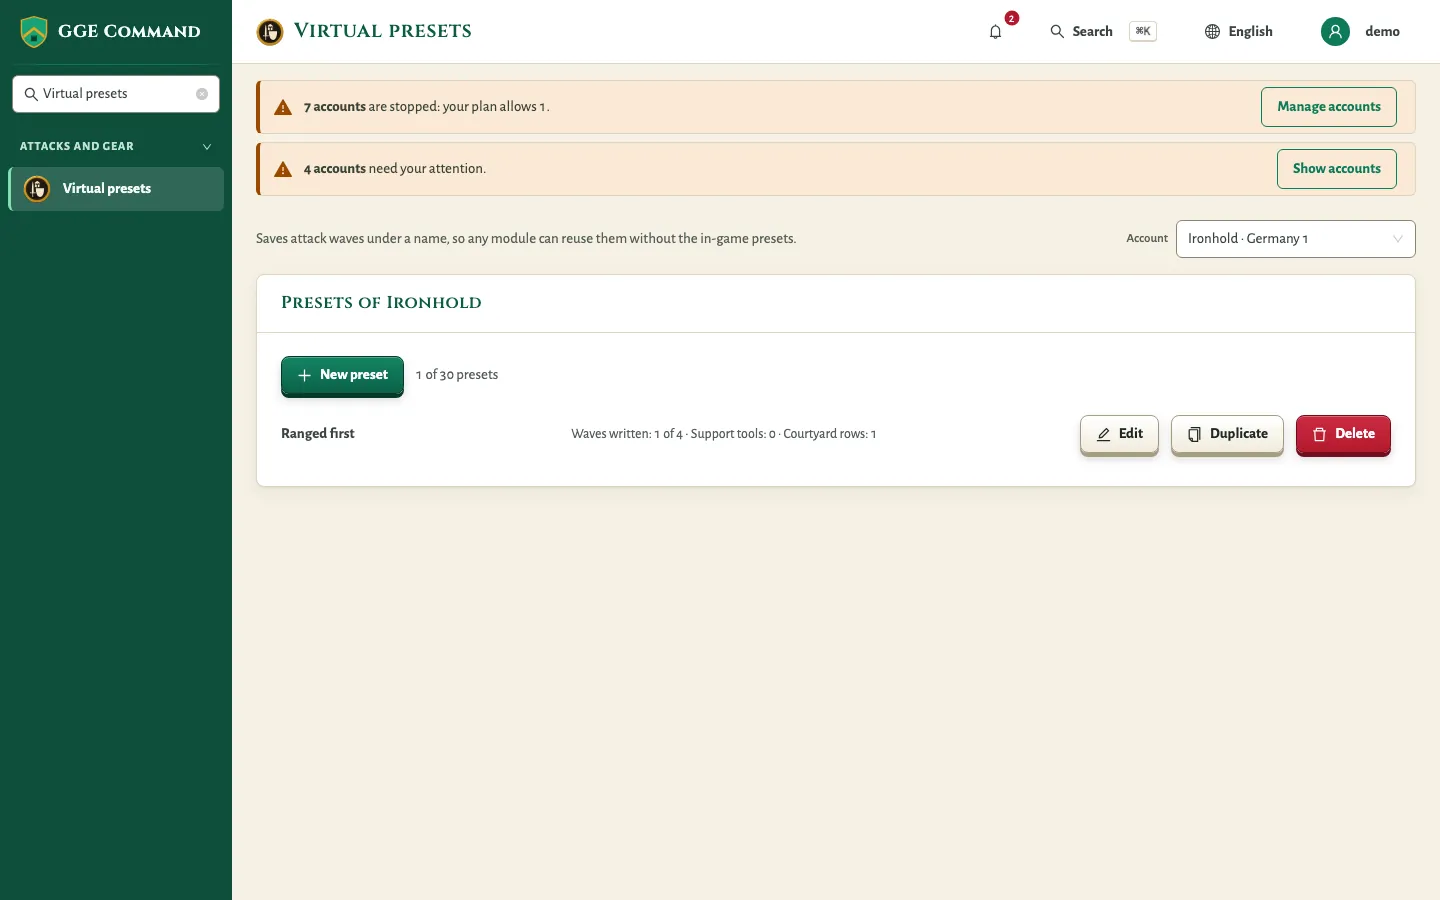 GGE Command
Virtual presets
2
Search
⌘K
English
demo
Virtual presets
ATTACKS AND GEAR
Virtual presets
7 accounts are stopped: your plan allows 1.
Manage accounts
4 accounts need your attention.
Show accounts
Saves attack waves under a name, so any module can reuse them without the in-game presets.
Account
Ironhold · Germany 1
Presets of Ironhold
New preset
1 of 30 presets
Ranged first
Waves written: 1 of 4 · Support tools: 0 · Courtyard rows: 1
Edit
Duplicate
Delete